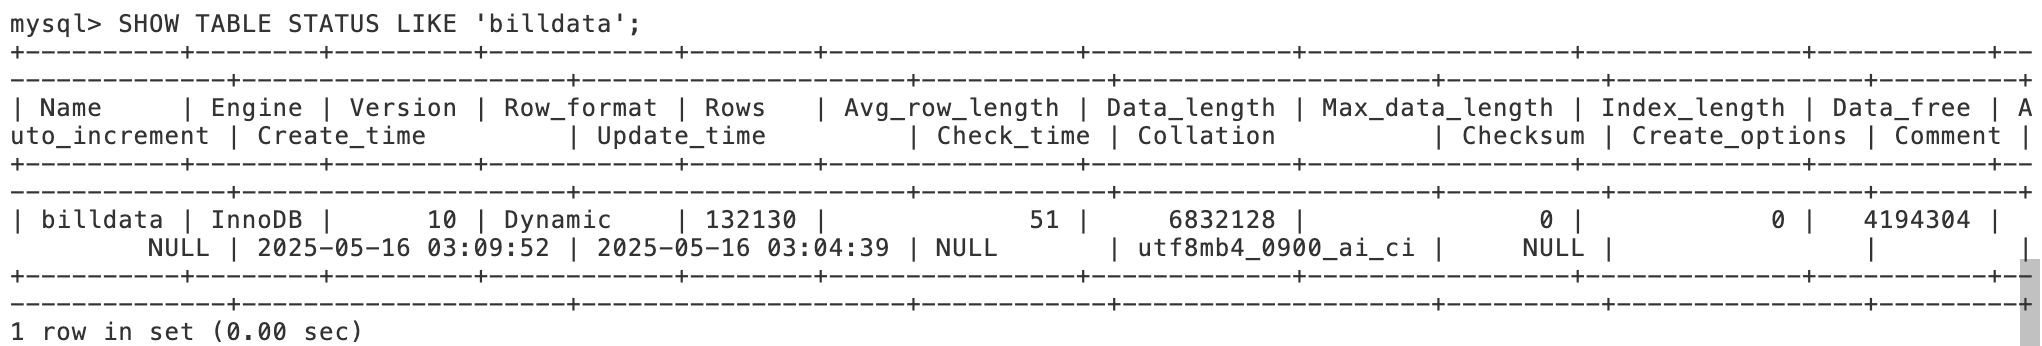 mysql> SHOW TABLE STATUS LIKE 'billdata';
+-----------+--------+---------+------------+--------+----------------+-------------+-----------------+--------------+-----------+--
--------------+---------------------+---------------------+------------+--------------------+----------+----------------+---------+
| Name      | Engine | Version | Row_format | Rows   | Avg_row_length | Data_length | Max_data_length | Index_length | Data_free | A
uto_increment | Create_time         | Update_time         | Check_time | Collation          | Checksum | Create_options | Comment |
+-----------+--------+---------+------------+--------+----------------+-------------+-----------------+--------------+-----------+--
--------------+---------------------+---------------------+------------+--------------------+----------+----------------+---------+
| billdata | InnoDB |      10 | Dynamic    | 132130 |             51 |     6832128 |               0 |            0 |   4194304 |
         NULL | 2025-05-16 03:09:52 | 2025-05-16 03:04:39 | NULL       | utf8mb4_0900_ai_ci |     NULL |                |         |
+-----------+--------+---------+------------+--------+----------------+-------------+-----------------+--------------+-----------+--
--------------+---------------------+---------------------+------------+--------------------+----------+----------------+---------+
1 row in set (0.00 sec)